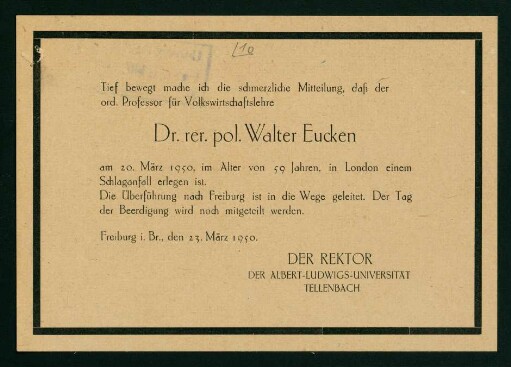 /10
Tief bewegt mache ich die schmerzliche Mitteilung, daß der
ord. Professor für Volkswirtschaftslehre
Dr. rer. pol. Walter Eucken
am 20. März 1950, im Alter von 59 Jahren, in London einem
Schlaganfall erlegen ist.
Die Überführung nach Freiburg ist in die Wege geleitet. Der Tag
der Beerdigung wird noch mitgeteilt werden.
Freiburg i. Br., den 23. März 1950.
DER REKTOR
DER ALBERT-LUDWIGS-UNIVERSITÄT
TELLENBACH